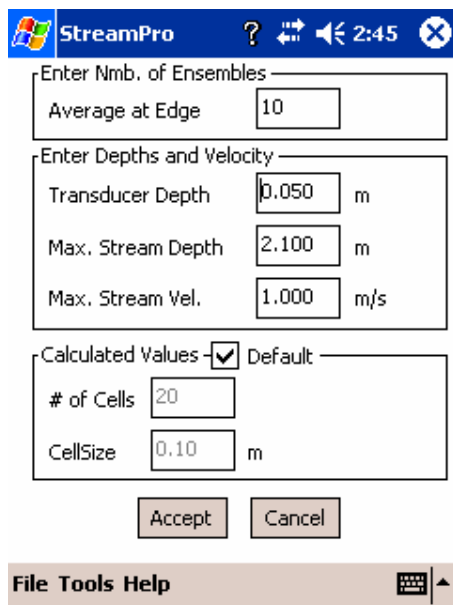 StreamPro ? 2:45
Enter Nmb. of Ensembles
Average at Edge 10
Enter Depths and Velocity
Transducer Depth 0.050 m
Max. Stream Depth 2.100 m
Max. Stream Vel. 1.000 m/s
Calculated Values Default
# of Cells 20
CellSize 0.10 m
Accept Cancel
File Tools Help